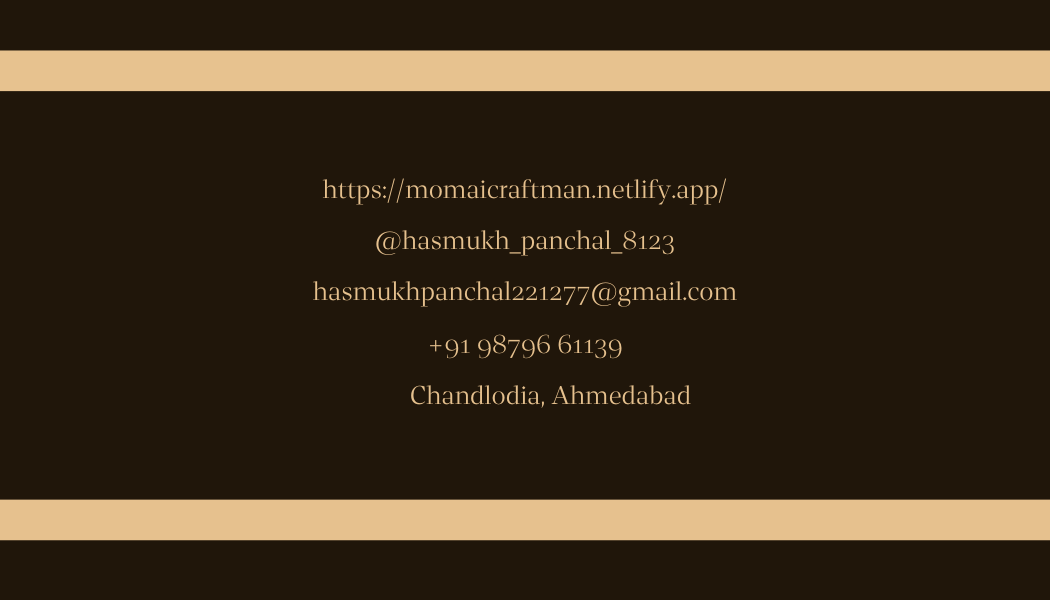 https://momaicraftman.netlify.app/
@hasmukh_panchal_8123
hasmukhpanchal221277@gmail.com
+91 98796 61139
Chandlodia, Ahmedabad